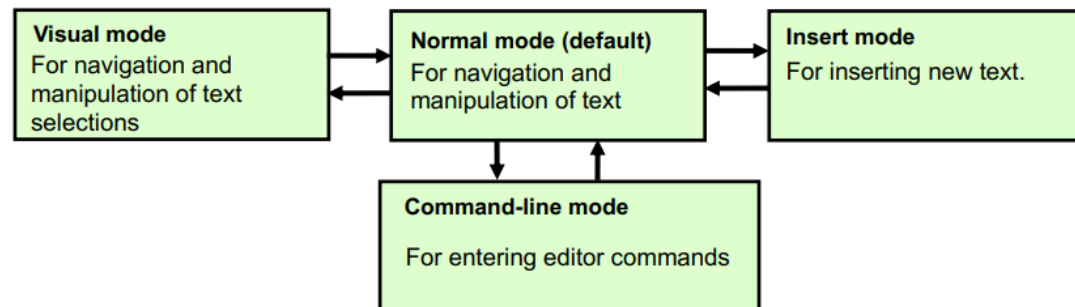 Visual mode
For navigation and
manipulation of text
selections
Normal mode (default)
For navigation and
manipulation of text
Insert mode
For inserting new text.
Command-line mode
For entering editor commands